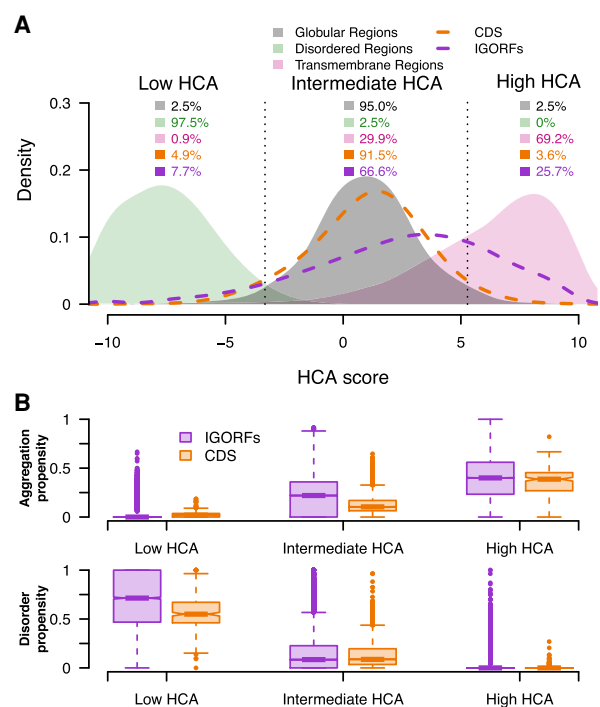 A
Globular Regions
Disordered Regions
Transmembrane Regions
CDS
IGORFs
Low HCA
Intermediate HCA
High HCA
2.5%
97.5%
0.9%
4.9%
7.7%
95.0%
2.5%
29.9%
91.5%
66.6%
2.5%
0%
69.2%
3.6%
25.7%
Density
0.3
0.2
0.1
0
−10 −5 0 5 10
HCA score
B
Aggregation
propensity
1
0.5
0
IGORFs
CDS
Low HCA Intermediate HCA High HCA
Disorder
propensity
1
0.5
0
Low HCA Intermediate HCA High HCA